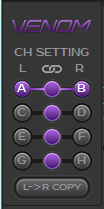 VENOM
CH SETTING
L R
A B
C D
E F
G H
L->R COPY